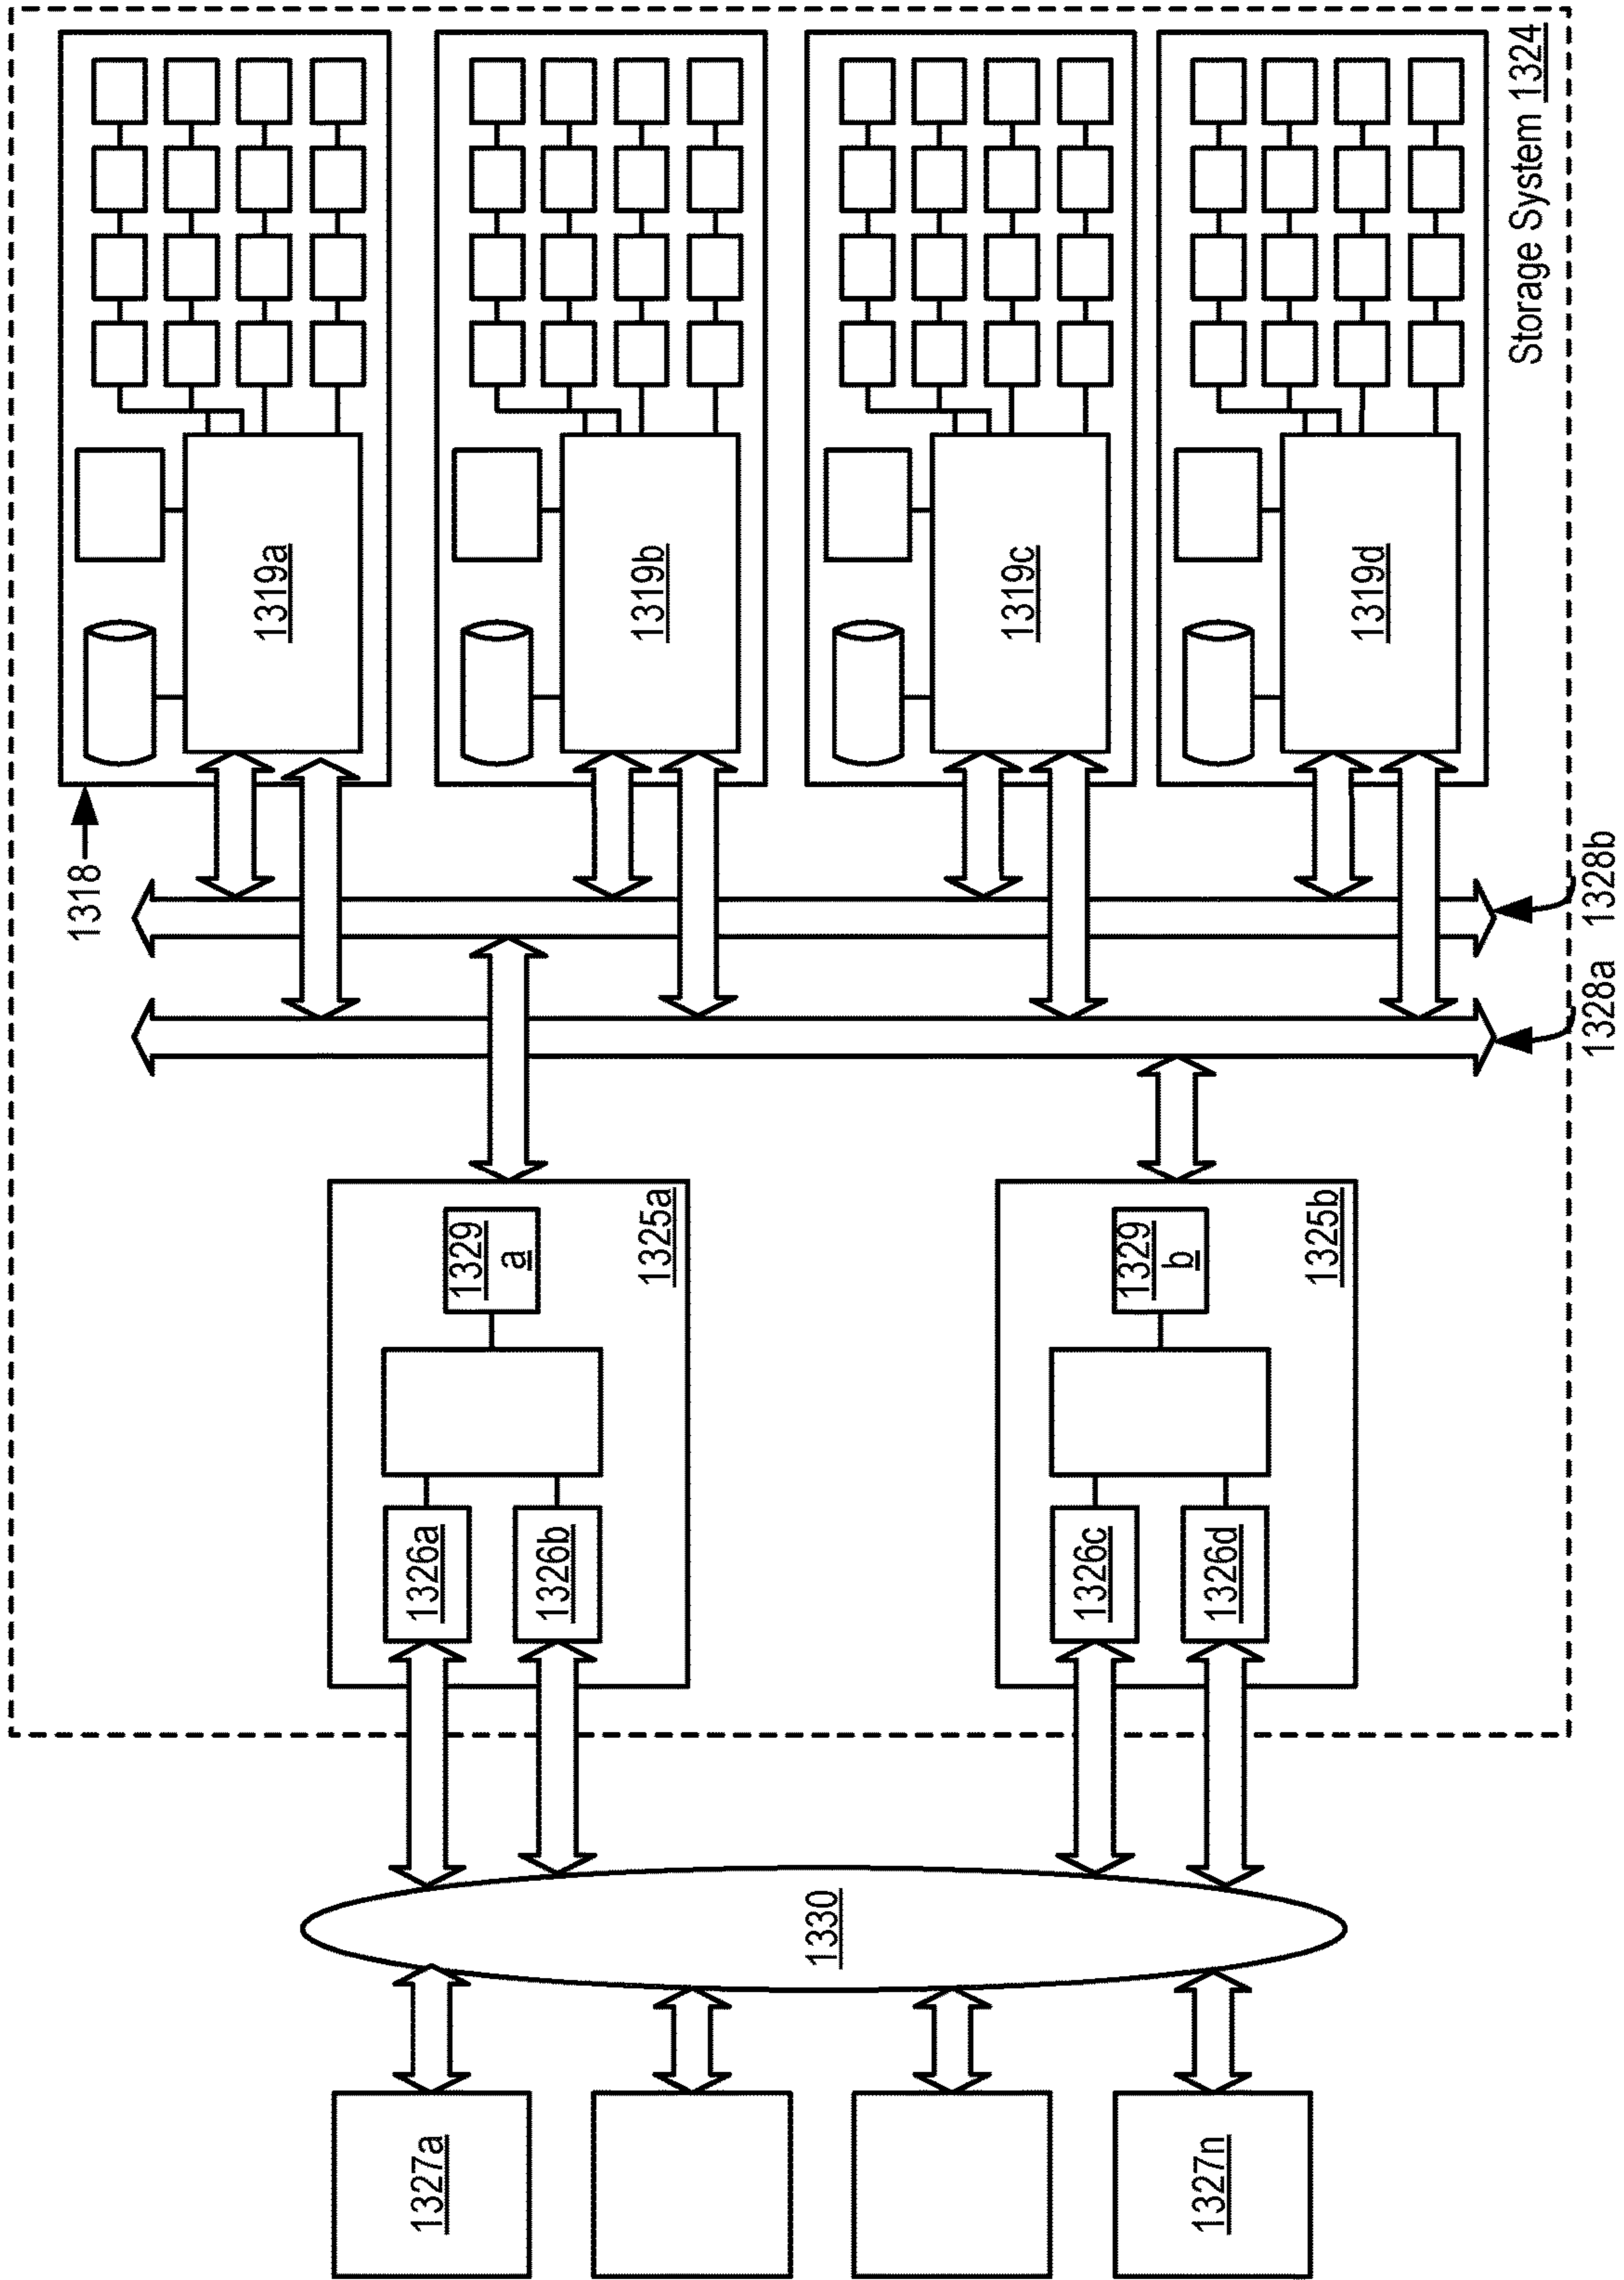 1318
1319a
1327a
1326a
1329
a
1326b
1325a
1319b
1330
1319c
1326c
1329
b
1327n
1326d
1325b
1319d
Storage System 1324
1328a
1328b